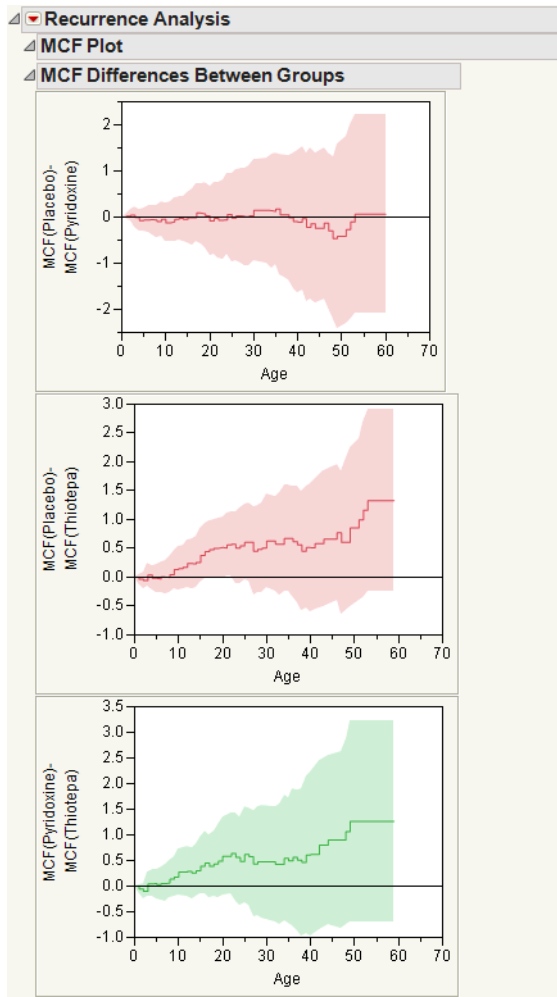 Recurrence Analysis
MCF Plot
MCF Differences Between Groups
MCF(Placebo)-
MCF(Pyridoxine)
2
1
0
-1
-2
0 10 20 30 40 50 60 70
Age
MCF(Placebo)-
MCF(Thiotepa)
3.0
2.5
2.0
1.5
1.0
0.5
0.0
-0.5
-1.0
0 10 20 30 40 50 60 70
Age
MCF(Pyridoxine)-
MCF(Thiotepa)
3.5
3.0
2.5
2.0
1.5
1.0
0.5
0.0
-0.5
-1.0
0 10 20 30 40 50 60 70
Age